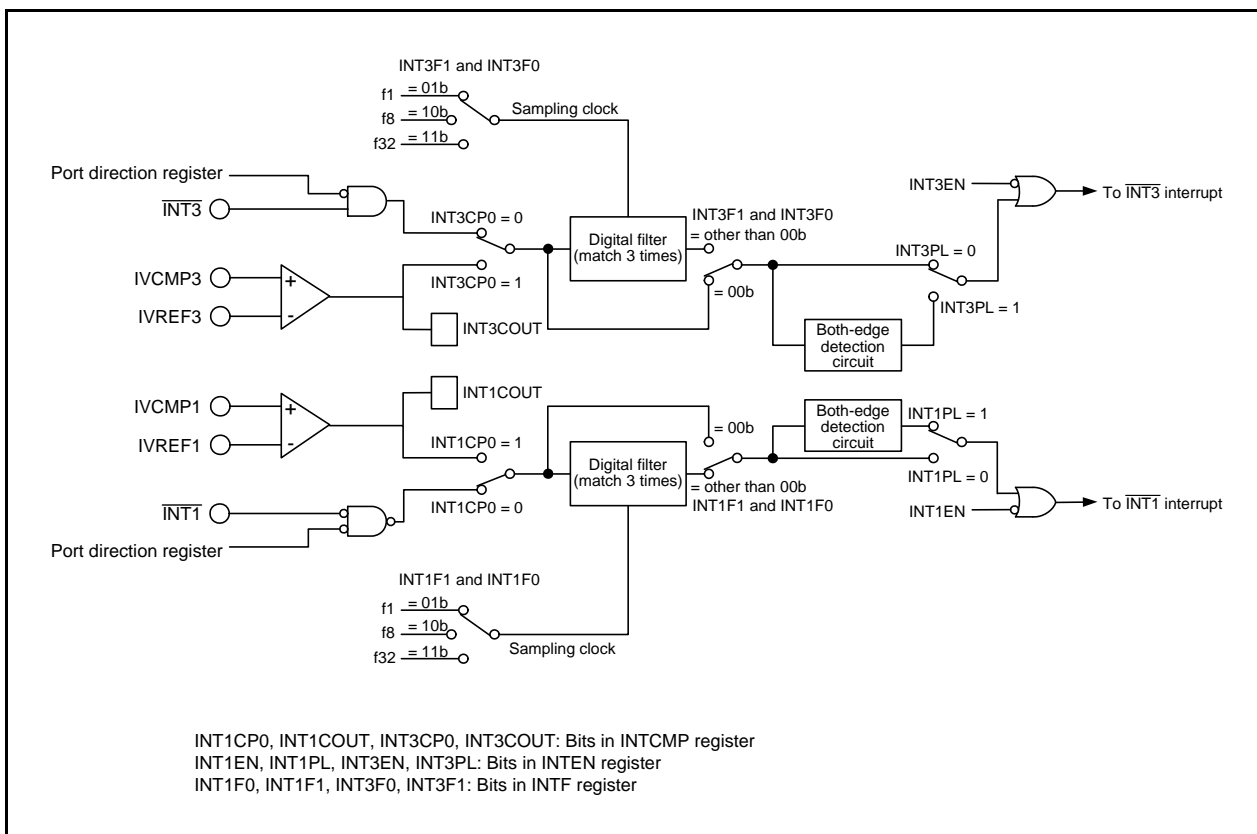 INT3F1 and INT3F0
f1 = 01b
f8 = 10b
f32 = 11b
Sampling clock
Port direction register
INT3
INT3CP0 = 0
Digital filter
(match 3 times)
INT3F1 and INT3F0
= other than 00b
= 00b
INT3EN
To INT3 interrupt
INT3PL = 0
INT3PL = 1
IVCMP3
+
IVREF3
-
INT3CP0 = 1
INT3COUT
Both-edge
detection
circuit
IVCMP1
+
IVREF1
-
INT1COUT
INT1CP0 = 1
= 00b
Both-edge
detection
circuit
INT1PL = 1
Digital filter
(match 3 times)
= other than 00b
INT1F1 and INT1F0
INT1PL = 0
INT1
INT1CP0 = 0
INT1EN
To INT1 interrupt
Port direction register
INT1F1 and INT1F0
f1 = 01b
f8 = 10b
f32 = 11b
Sampling clock
INT1CP0, INT1COUT, INT3CP0, INT3COUT: Bits in INTCMP register
INT1EN, INT1PL, INT3EN, INT3PL: Bits in INTEN register
INT1F0, INT1F1, INT3F0, INT3F1: Bits in INTF register